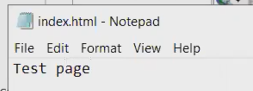 index.html - Notepad
File Edit Format View Help
Test page